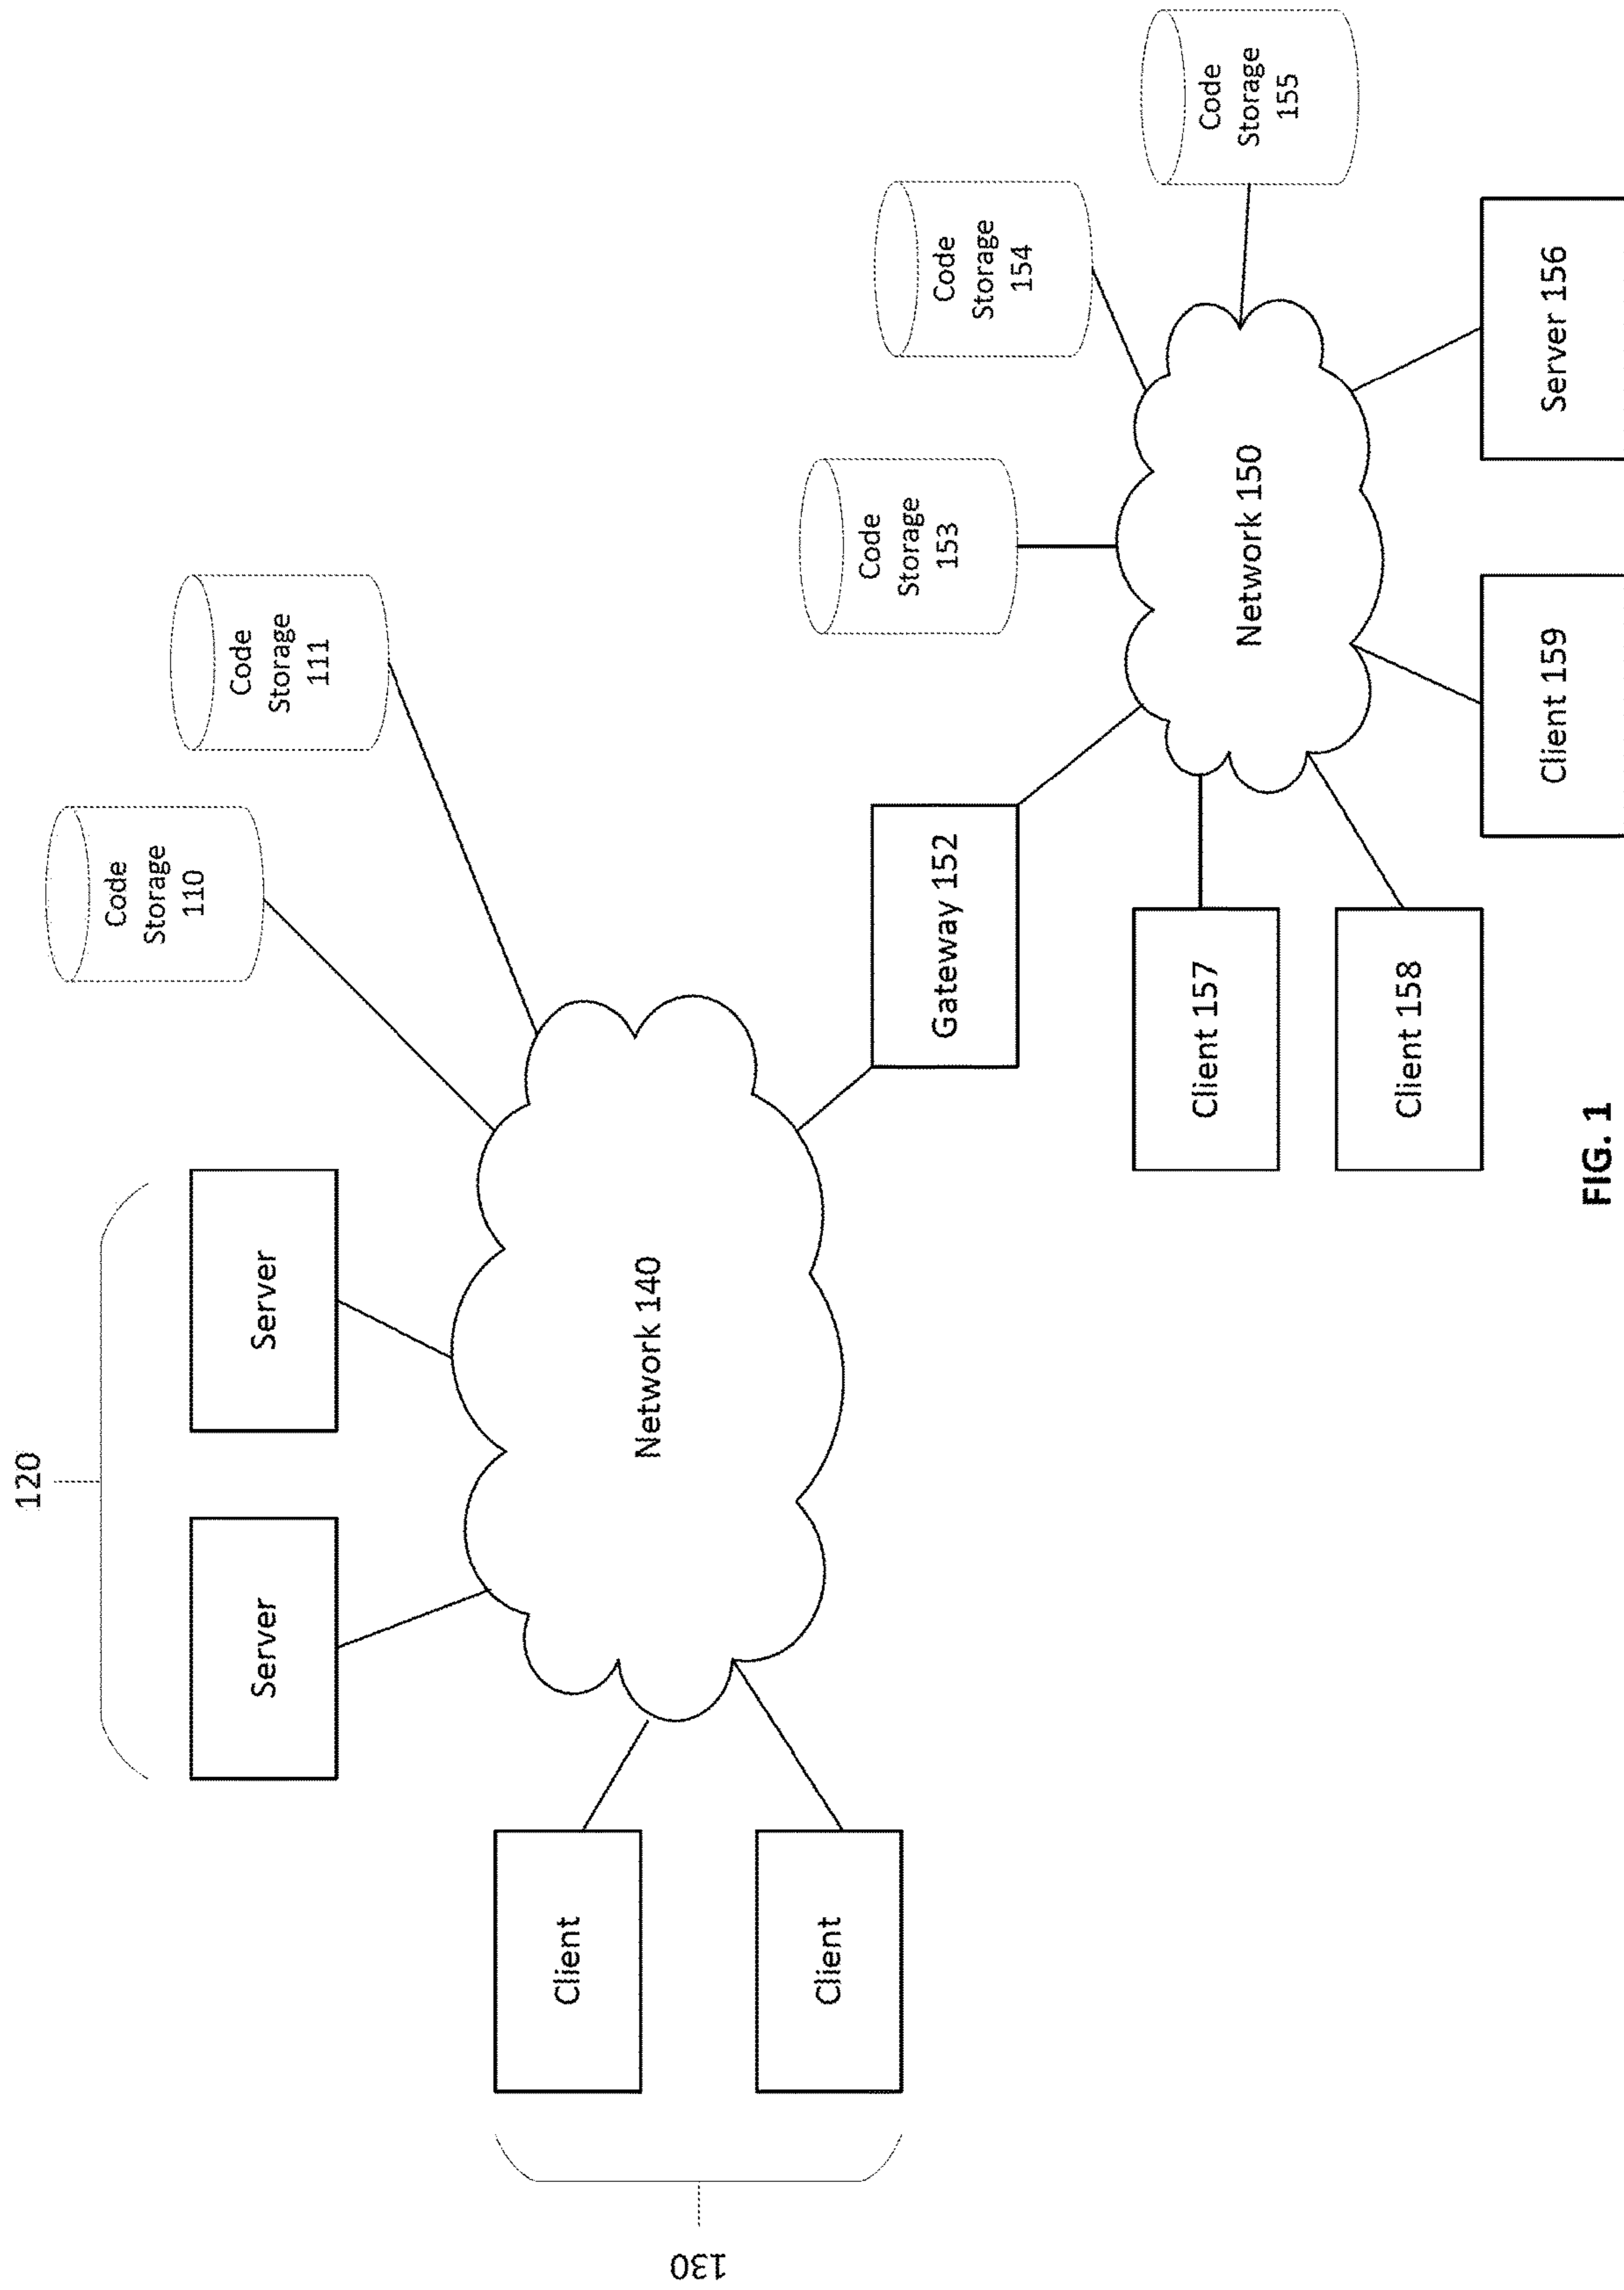 120
Server
Server
Code
Storage
110
Code
Storage
111
Client
Client
130
Network 140
Gateway 152
Code
Storage
153
Code
Storage
154
Code
Storage
155
Network 150
Client 157
Client 158
Client 159
Server 156
FIG. 1